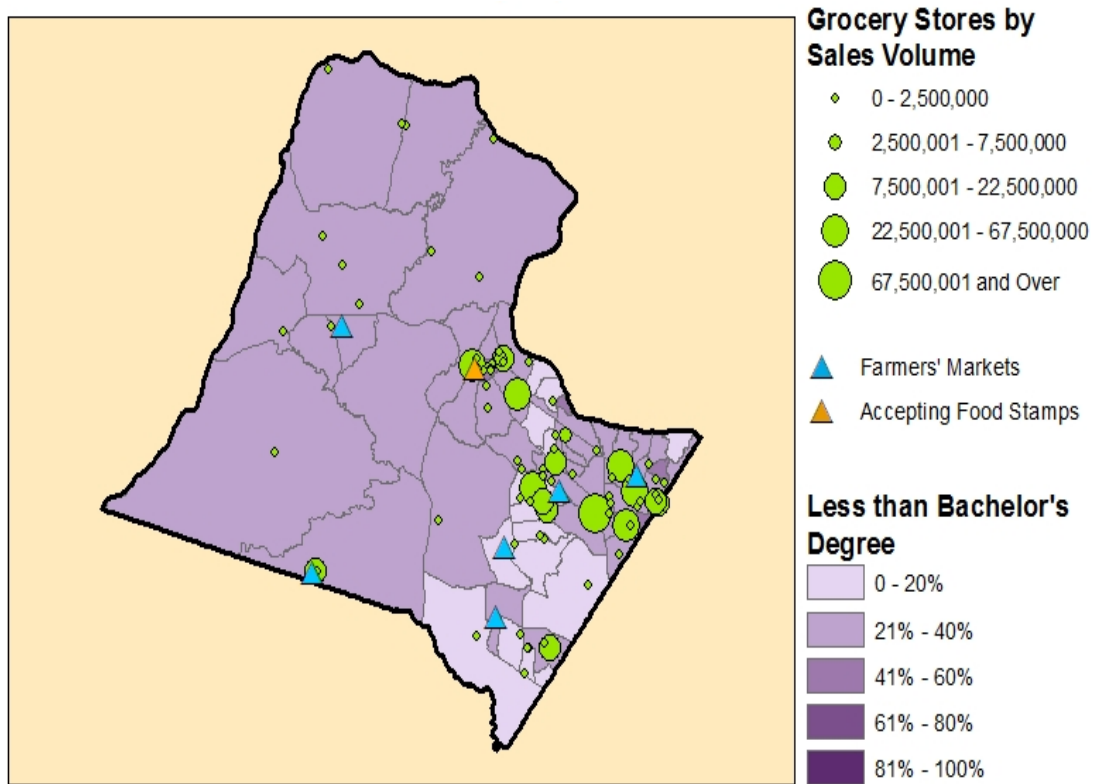 Grocery Stores by
Sales Volume
0 - 2,500,000
2,500,001 - 7,500,000
7,500,001 - 22,500,000
22,500,001 - 67,500,000
67,500,001 and Over
Farmers' Markets
Accepting Food Stamps
Less than Bachelor's
Degree
0 - 20%
21% - 40%
41% - 60%
61% - 80%
81% - 100%